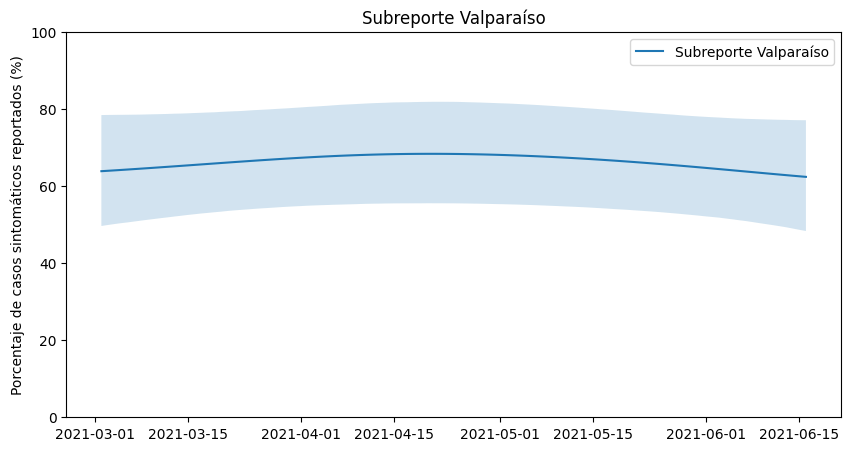 Subreporte Valparaíso
Subreporte Valparaíso
Porcentaje de casos sintomáticos reportados (%)
100
80
60
40
20
0
2021-03-01 2021-03-15 2021-04-01 2021-04-15 2021-05-01 2021-05-15 2021-06-01 2021-06-15